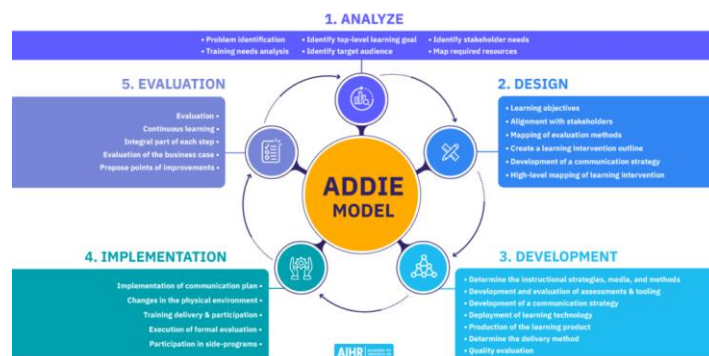 1. ANALYZE
• Problem identification
• Training needs analysis
• Identify top-level learning goal
• Identify target audience
• Identify stakeholder needs
• Map required resources
2. DESIGN
• Learning objectives
• Alignment with stakeholders
• Mapping of evaluation methods
• Create a learning intervention outline
• Development of a communication strategy
• High-level mapping of learning intervention
3. DEVELOPMENT
• Determine the instructional strategies, media, and methods
• Development and evaluation of assessments & tooling
• Development of a communication strategy
• Deployment of learning technology
• Production of the learning product
• Determine the delivery method
• Quality evaluation
4. IMPLEMENTATION
Implementation of communication plan •
Changes in the physical environment •
Training delivery & participation •
Execution of formal evaluation •
Participation in side-programs •
5. EVALUATION
Evaluation •
Continuous learning •
Integral part of each step •
Evaluation of the business case •
Propose points of improvements •
ADDIE
MODEL
AIHR